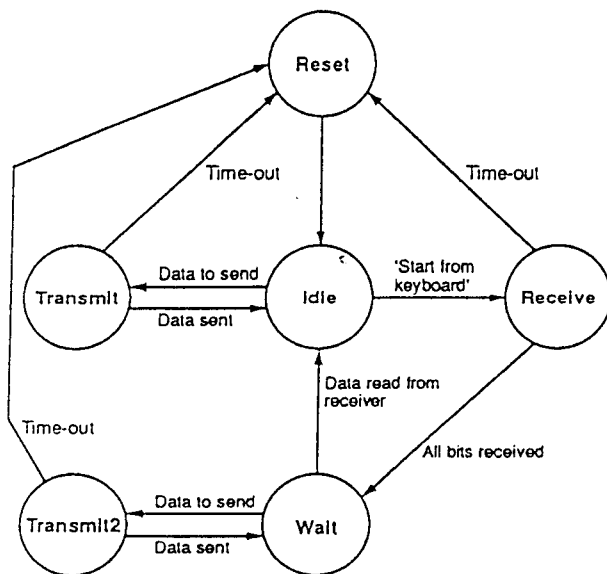 Reset
Time-out
Time-out
Data to send
'Start from
keyboard'
Transmit
Idle
Receive
Data sent
Data read from
receiver
Time-out
All bits received
Data to send
Transmit2
Wait
Data sent